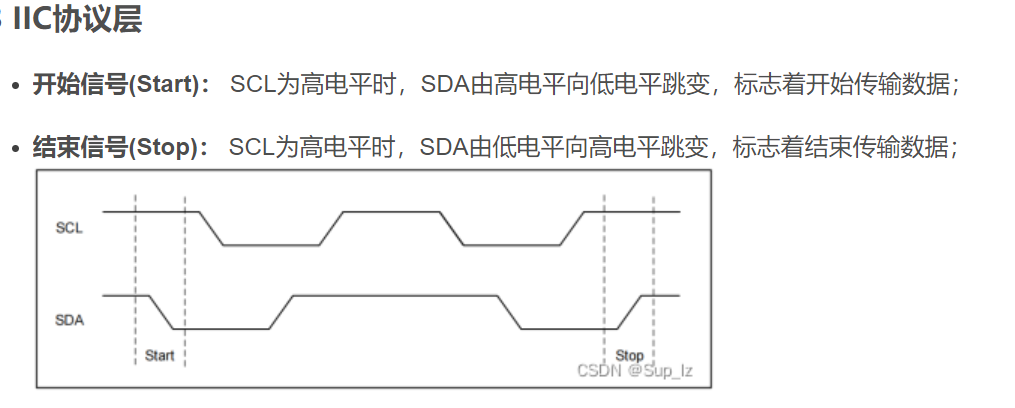 IIC协议层
开始信号(Start)： SCL为高电平时，SDA由高电平向低电平跳变，标志着开始传输数据；
结束信号(Stop)： SCL为高电平时，SDA由低电平向高电平跳变，标志着结束传输数据；
SCL
SDA
Start
Stop
CSDN @Sup_lz